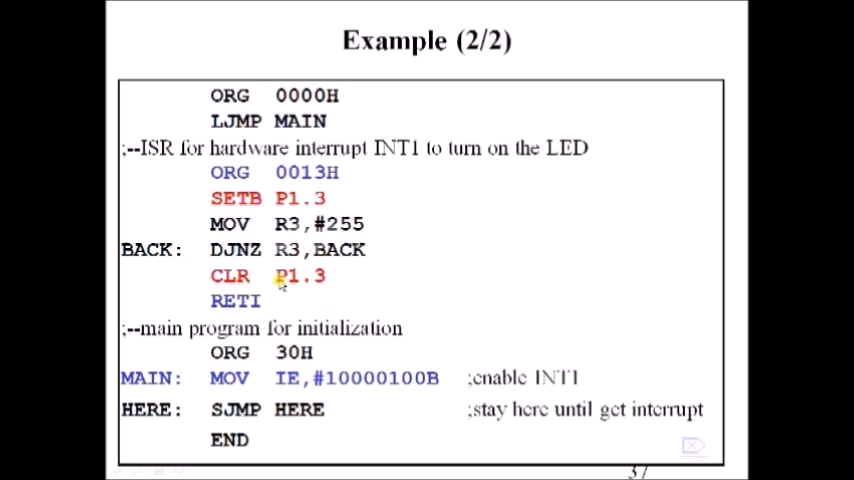 Example (2/2)
ORG 0000H
LJMP MAIN
;--ISR for hardware interrupt INT1 to turn on the LED
ORG 0013H
SETB P1.3
MOV R3,#255
BACK: DJNZ R3,BACK
CLR P1.3
RETI
;--main program for initialization
ORG 30H
MAIN: MOV IE,#10000100B ;enable INT1
HERE: SJMP HERE ;stay here until get interrupt
END
37